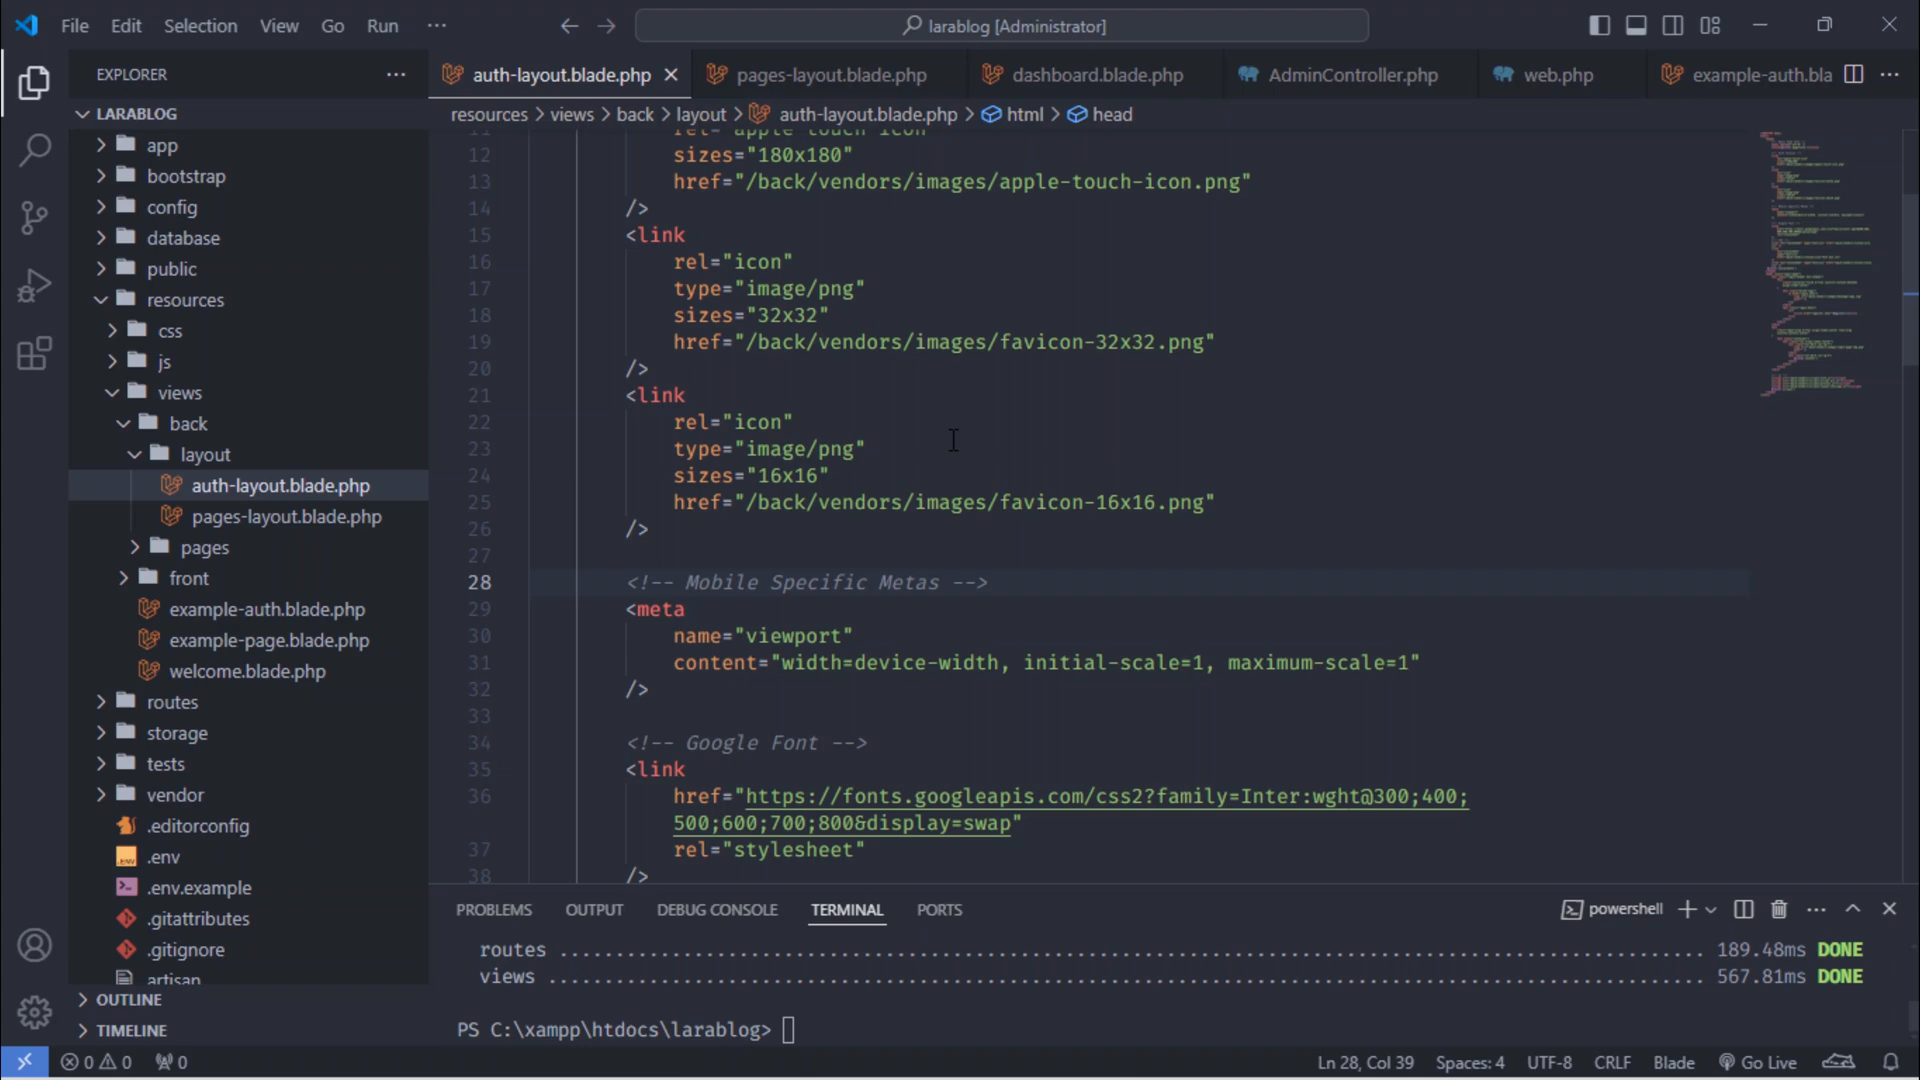 File Edit Selection View Go Run ···
larablog [Administrator]
EXPLORER ···
auth-layout.blade.php
pages-layout.blade.php
dashboard.blade.php
AdminController.php
web.php
example-auth.bla
···
LARABLOG
resources > views > back > layout > auth-layout.blade.php > html > head
app
bootstrap
config
database
public
resources
css
js
views
back
layout
auth-layout.blade.php
pages-layout.blade.php
pages
front
example-auth.blade.php
example-page.blade.php
welcome.blade.php
routes
storage
tests
vendor
.editorconfig
.env
.env.example
.gitattributes
.gitignore
artisan
OUTLINE
TIMELINE
11 rel="apple-touch-icon"
12 sizes="180x180"
13 href="/back/vendors/images/apple-touch-icon.png"
14 />
15 <link
16 rel="icon"
17 type="image/png"
18 sizes="32x32"
19 href="/back/vendors/images/favicon-32x32.png"
20 />
21 <link
22 rel="icon"
23 type="image/png"
24 sizes="16x16"
25 href="/back/vendors/images/favicon-16x16.png"
26 />
27
28 <!-- Mobile Specific Metas -->
29 <meta
30 name="viewport"
31 content="width=device-width, initial-scale=1, maximum-scale=1"
32 />
33
34 <!-- Google Font -->
35 <link
36 href="https://fonts.googleapis.com/css2?family=Inter:wght@300;400;
500;600;700;800&display=swap"
37 rel="stylesheet"
38 />
PROBLEMS OUTPUT DEBUG CONSOLE TERMINAL PORTS
powershell
···
routes .......... 189.48ms DONE
views .......... 567.81ms DONE
PS C:\xampp\htdocs\larablog>
0 0 0
Ln 28, Col 39 Spaces: 4 UTF-8 CRLF Blade Go Live